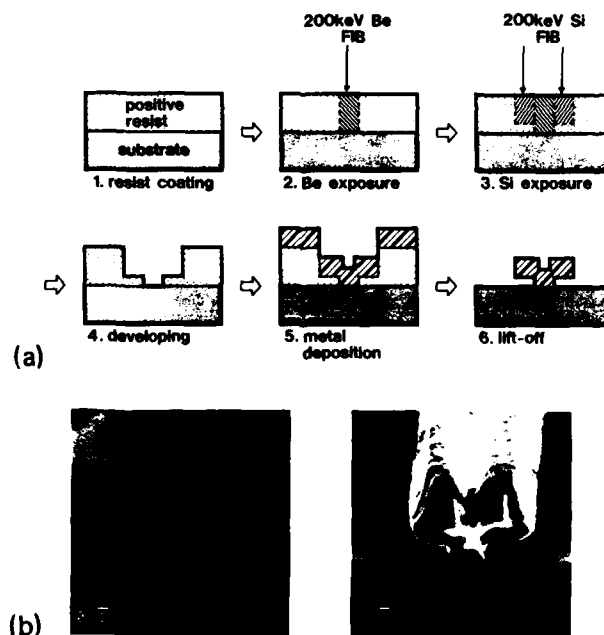 200keV Be
FIB
200keV Si
FIB
positive
resist
substrate
1. resist coating
2. Be exposure
3. Si exposure
4. developing
5. metal
deposition
6. lift-off
(a)
(b)